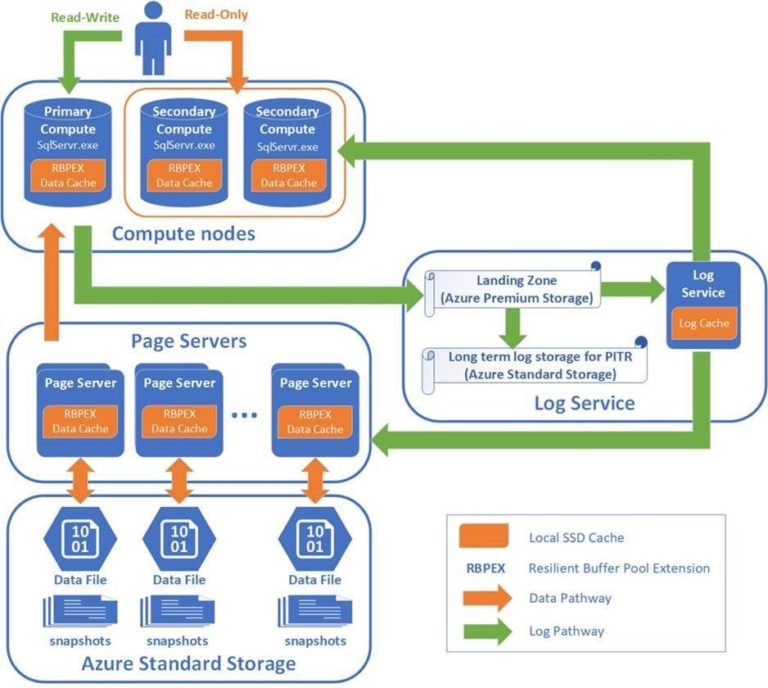 Read-Write
Read-Only
Primary
Compute
SqlServr.exe
RBPEX
Data Cache
Secondary
Compute
SqlServr.exe
RBPEX
Data Cache
Secondary
Compute
SqlServr.exe
RBPEX
Data Cache
Compute nodes
Landing Zone
(Azure Premium Storage)
Log
Service
Log Cache
Long term log storage for PITR
(Azure Standard Storage)
Log Service
Page Servers
Page Server
RBPEX
Data Cache
Page Server
RBPEX
Data Cache
...
Page Server
RBPEX
Data Cache
10
01
Data File
snapshots
10
01
Data File
snapshots
10
01
Data File
snapshots
Azure Standard Storage
Local SSD Cache
RBPEX Resilient Buffer Pool Extension
Data Pathway
Log Pathway